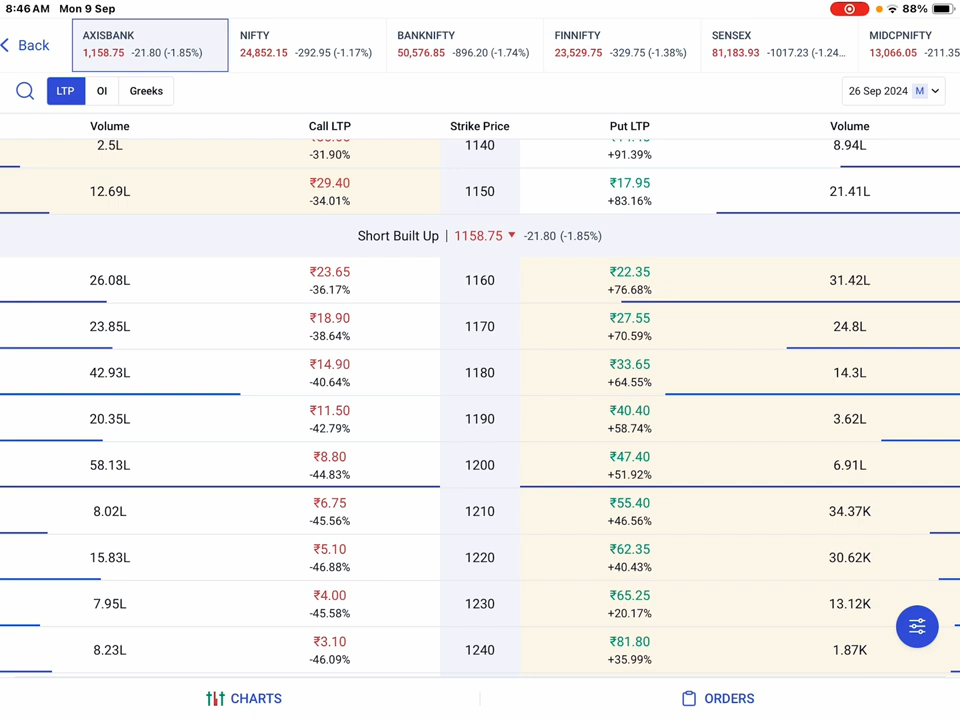 8:46 AM Mon 9 Sep 88%
Back
AXISBANK
1,158.75 -21.80 (-1.85%)
NIFTY
24,852.15 -292.95 (-1.17%)
BANKNIFTY
50,576.85 -896.20 (-1.74%)
FINNIFTY
23,529.75 -329.75 (-1.38%)
SENSEX
81,183.93 -1017.23 (-1.24...
MIDCPNIFTY
13,066.05 -211.35
LTP OI Greeks 26 Sep 2024 M
Volume Call LTP Strike Price Put LTP Volume
2.5L -31.90% 1140 +91.39% 8.94L
12.69L ₹29.40 -34.01% 1150 ₹17.95 +83.16% 21.41L
Short Built Up | 1158.75 ▼ -21.80 (-1.85%)
26.08L ₹23.65 -36.17% 1160 ₹22.35 +76.68% 31.42L
23.85L ₹18.90 -38.64% 1170 ₹27.55 +70.59% 24.8L
42.93L ₹14.90 -40.64% 1180 ₹33.65 +64.55% 14.3L
20.35L ₹11.50 -42.79% 1190 ₹40.40 +58.74% 3.62L
58.13L ₹8.80 -44.83% 1200 ₹47.40 +51.92% 6.91L
8.02L ₹6.75 -45.56% 1210 ₹55.40 +46.56% 34.37K
15.83L ₹5.10 -46.88% 1220 ₹62.35 +40.43% 30.62K
7.95L ₹4.00 -45.58% 1230 ₹65.25 +20.17% 13.12K
8.23L ₹3.10 -46.09% 1240 ₹81.80 +35.99% 1.87K
CHARTS ORDERS